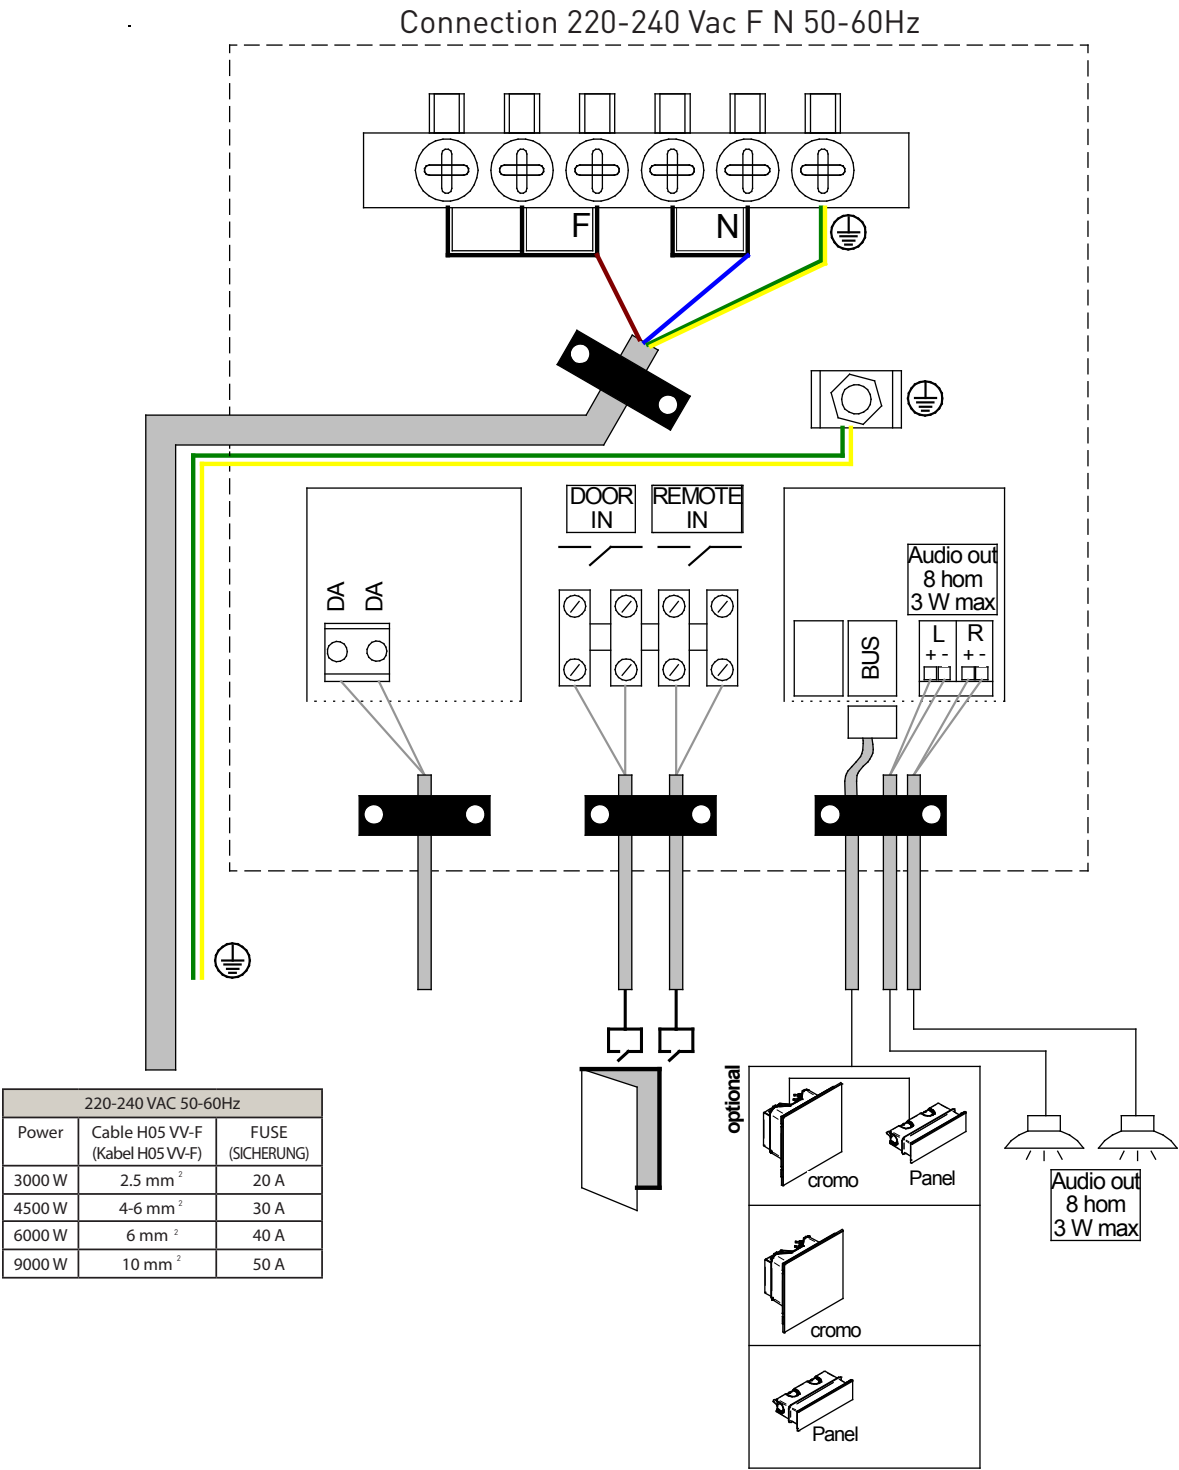 Connection 220-240 Vac F N 50-60Hz
F
N
DOOR
IN
REMOTE
IN
Audio out
8 hom
3 W max
DA
DA
BUS
L
R
+ -
+ -
optional
cromo
Panel
cromo
Panel
Audio out
8 hom
3 W max
220-240 VAC 50-60Hz
Power
Cable H05 VV-F
(Kabel H05 VV-F)
FUSE
(SICHERUNG)
3000 W
2.5 mm ²
20 A
4500 W
4-6 mm ²
30 A
6000 W
6 mm ²
40 A
9000 W
10 mm ²
50 A